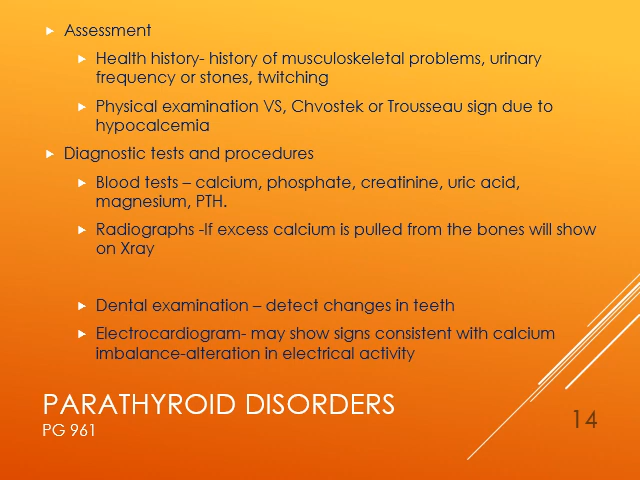 Assessment
Health history- history of musculoskeletal problems, urinary
frequency or stones, twitching
Physical examination VS, Chvostek or Trousseau sign due to
hypocalcemia
Diagnostic tests and procedures
Blood tests – calcium, phosphate, creatinine, uric acid,
magnesium, PTH.
Radiographs -If excess calcium is pulled from the bones will show
on Xray
Dental examination – detect changes in teeth
Electrocardiogram- may show signs consistent with calcium
imbalance-alteration in electrical activity
PARATHYROID DISORDERS
PG 961
14